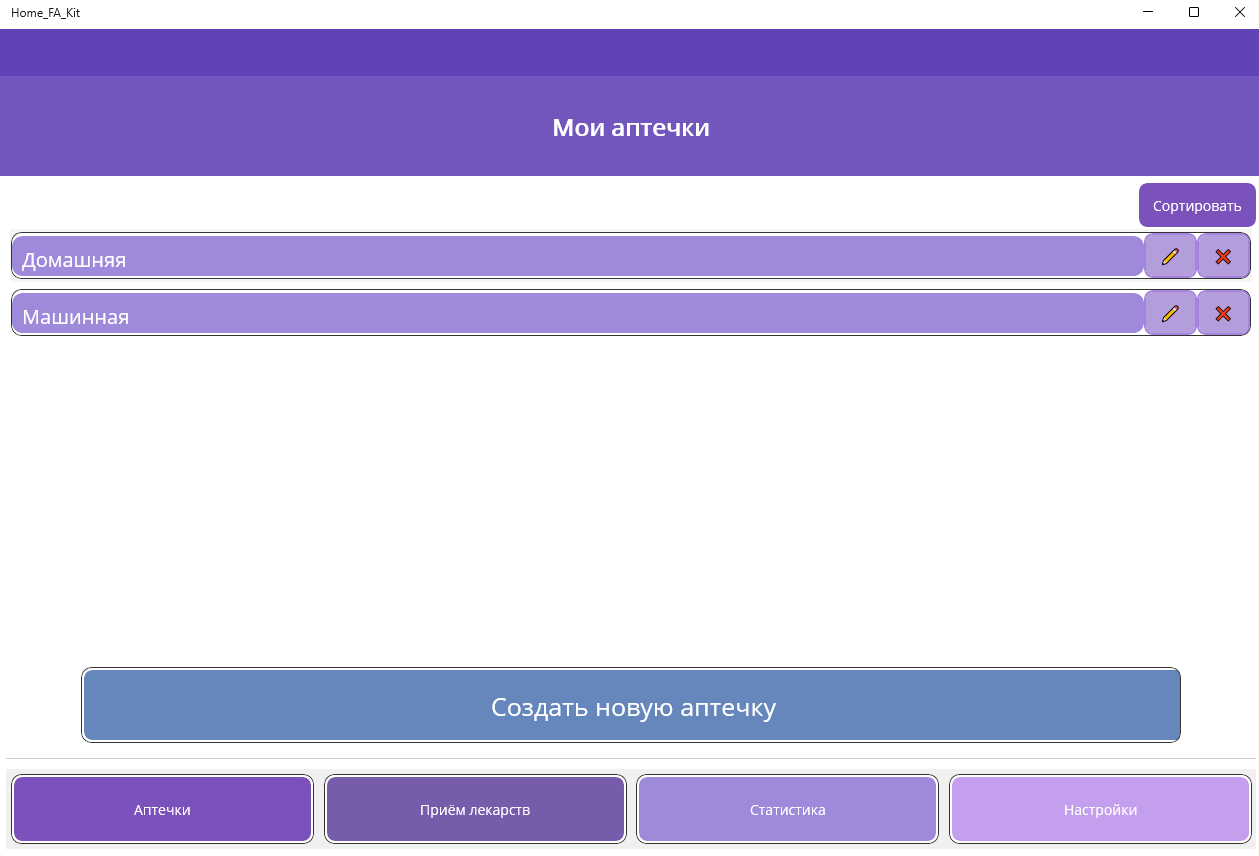 Home_FA_Kit
Мои аптечки
Сортировать
Домашняя
Машинная
Создать новую аптечку
Аптечки
Приём лекарств
Статистика
Настройки